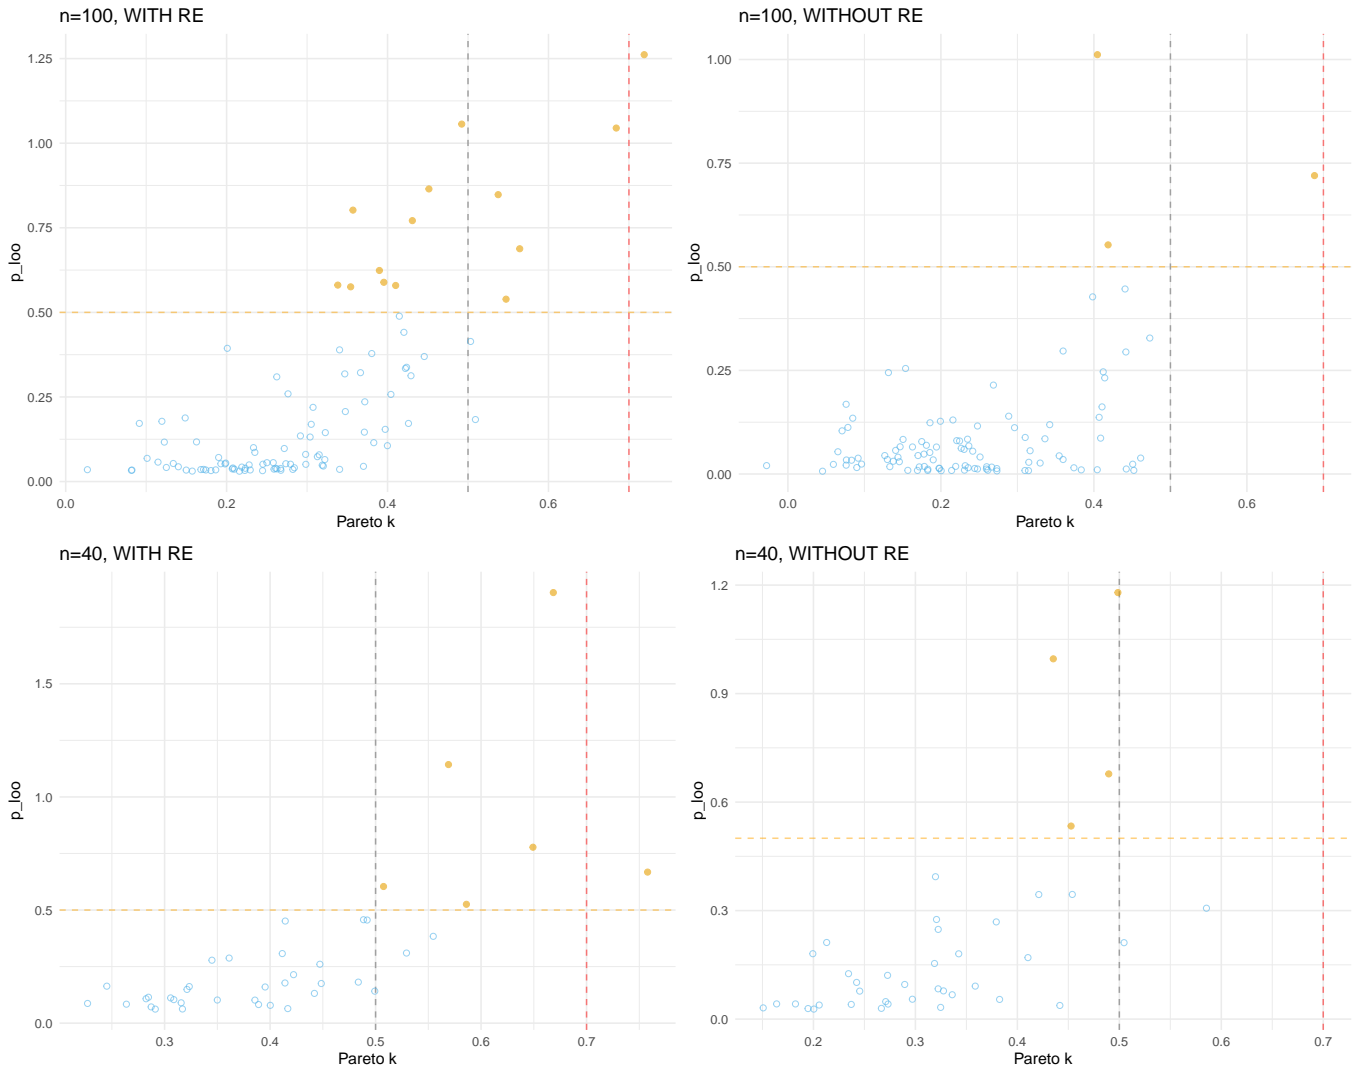 n=100, WITH RE
1.25
1.00
0.75
0.50
0.25
0.00
p_loo
0.0 0.2 0.4 0.6
Pareto k
n=100, WITHOUT RE
1.00
0.75
0.50
0.25
0.00
p_loo
0.0 0.2 0.4 0.6
Pareto k
n=40, WITH RE
1.5
1.0
0.5
0.0
p_loo
0.3 0.4 0.5 0.6 0.7
Pareto k
n=40, WITHOUT RE
1.2
0.9
0.6
0.3
0.0
p_loo
0.2 0.3 0.4 0.5 0.6 0.7
Pareto k